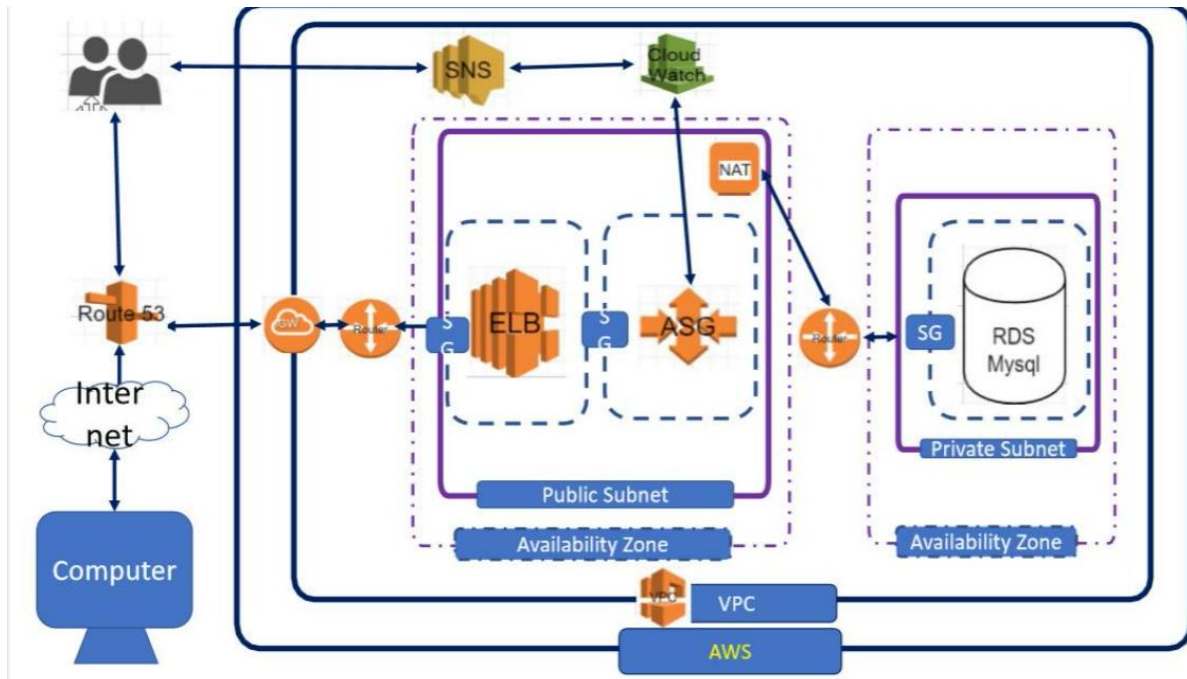 SNS
Cloud
Watch
NAT
Route 53
IGW
Router
S
G
ELB
S
G
ASG
Router
SG
RDS
Mysql
Inter
net
Private Subnet
Public Subnet
Availability Zone
Availability Zone
Computer
VPC
VPC
AWS